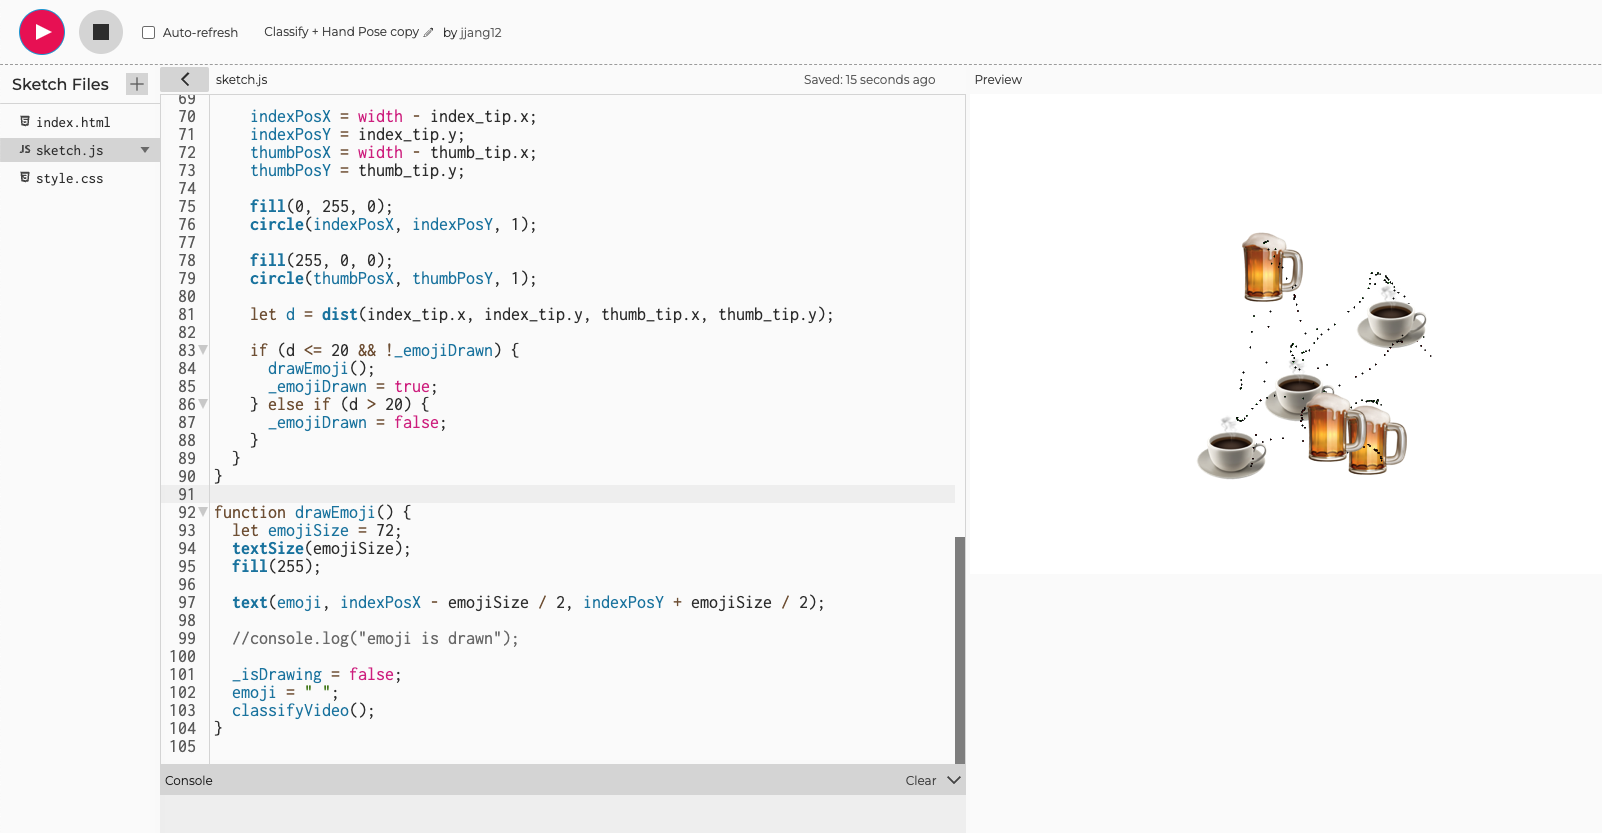 Auto-refresh
Classify + Hand Pose copy by jjang12
Sketch Files
sketch.js
Saved: 15 seconds ago
Preview
index.html
JS sketch.js
style.css
69
70 indexPosX = width - index_tip.x;
71 indexPosY = index_tip.y;
72 thumbPosX = width - thumb_tip.x;
73 thumbPosY = thumb_tip.y;
74
75 fill(0, 255, 0);
76 circle(indexPosX, indexPosY, 1);
77
78 fill(255, 0, 0);
79 circle(thumbPosX, thumbPosY, 1);
80
81 let d = dist(index_tip.x, index_tip.y, thumb_tip.x, thumb_tip.y);
82
83 if (d <= 20 && !_emojiDrawn) {
84 drawEmoji();
85 _emojiDrawn = true;
86 } else if (d > 20) {
87 _emojiDrawn = false;
88 }
89 }
90 }
91
92 function drawEmoji() {
93 let emojiSize = 72;
94 textSize(emojiSize);
95 fill(255);
96
97 text(emoji, indexPosX - emojiSize / 2, indexPosY + emojiSize / 2);
98
99 //console.log("emoji is drawn");
100
101 _isDrawing = false;
102 emoji = " ";
103 classifyVideo();
104 }
105
Console
Clear